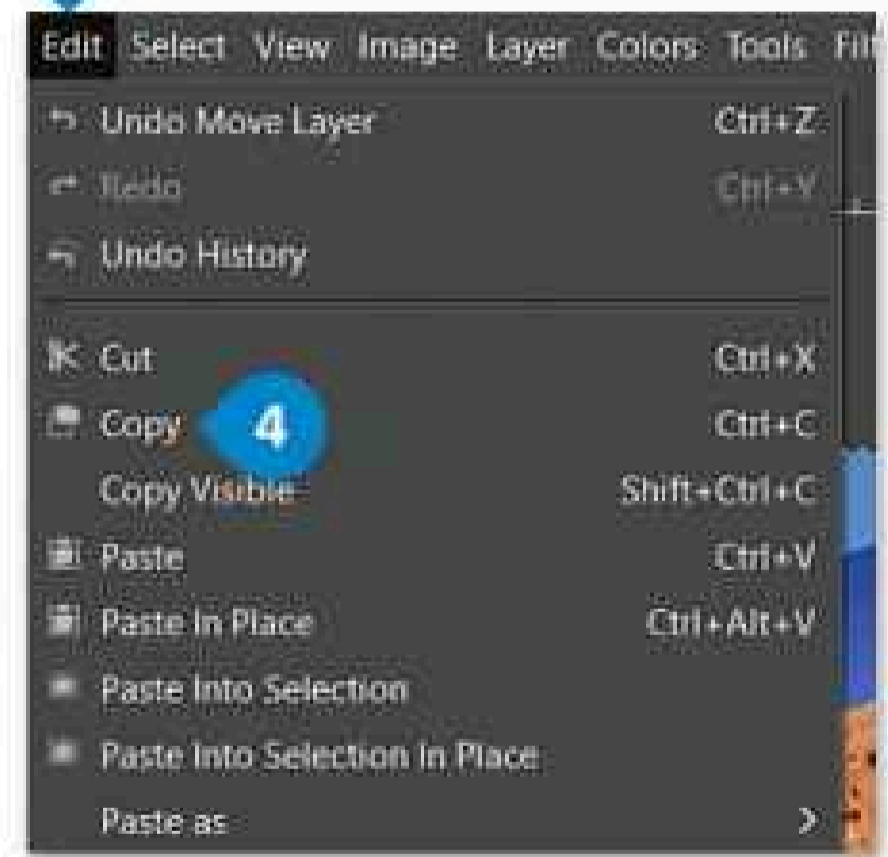 Edit Select View Image Layer Colors Tools
Undo Move Layer Ctrl+Z
Redo Ctrl+Y
Undo History
Cut Ctrl+X
Copy 4 Ctrl+C
Copy Visible Shift+Ctrl+C
Paste Ctrl+V
Paste In Place Ctrl+Alt+V
Paste Into Selection
Paste Into Selection In Place
Paste as